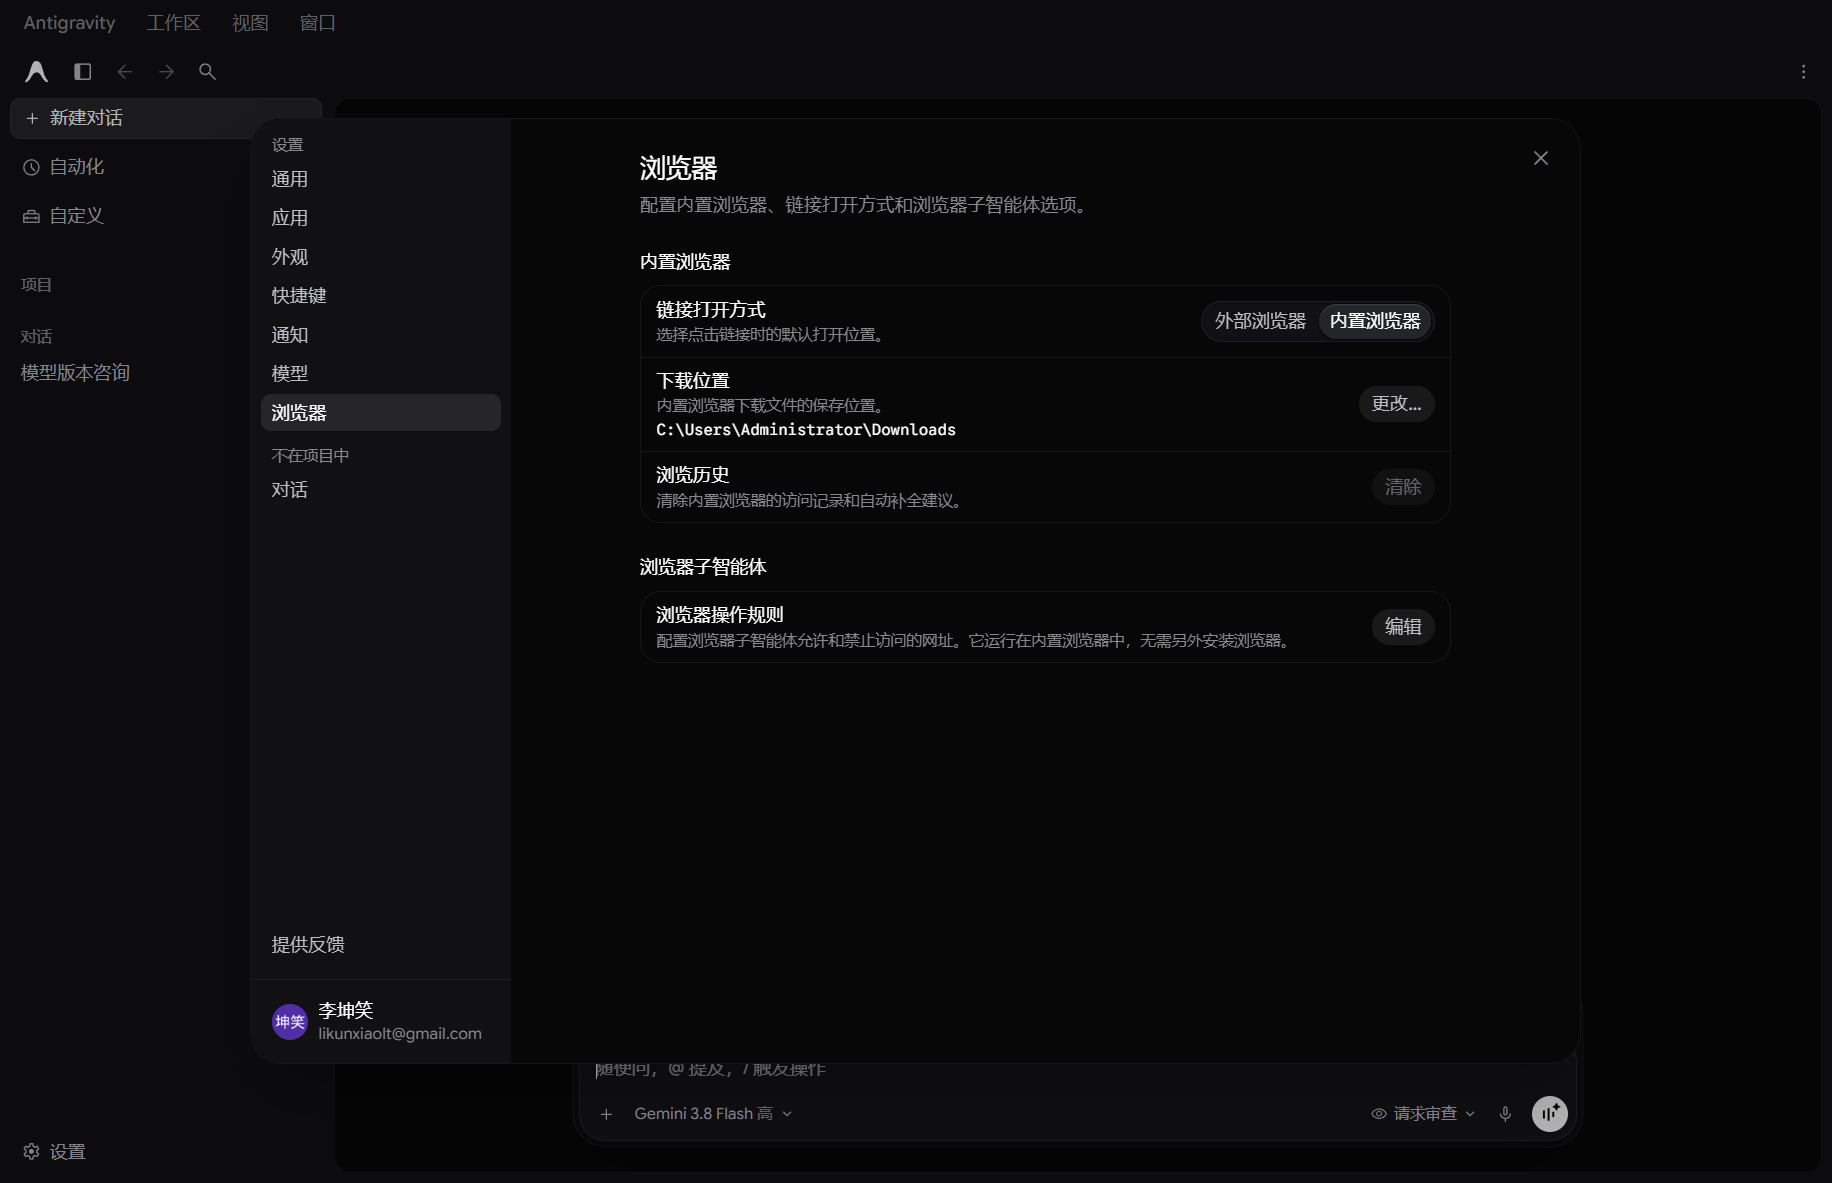 Antigravity 工作区 视图 窗口
新建对话
自动化
自定义
项目
对话
模型版本咨询
设置
设置
通用
应用
外观
快捷键
通知
模型
浏览器
不在项目中
对话
提供反馈
坤笑
李坤笑
likunxiaolt@gmail.com
浏览器
配置内置浏览器、链接打开方式和浏览器子智能体选项。
内置浏览器
链接打开方式
选择点击链接时的默认打开位置。
外部浏览器 内置浏览器
下载位置
内置浏览器下载文件的保存位置。
C:\Users\Administrator\Downloads
更改...
浏览历史
清除内置浏览器的访问记录和自动补全建议。
清除
浏览器子智能体
浏览器操作规则
配置浏览器子智能体允许和禁止访问的网址。它运行在内置浏览器中，无需另外安装浏览器。
编辑
随便问，@ 提及，/ 触发操作
Gemini 3.8 Flash 高
请求审查